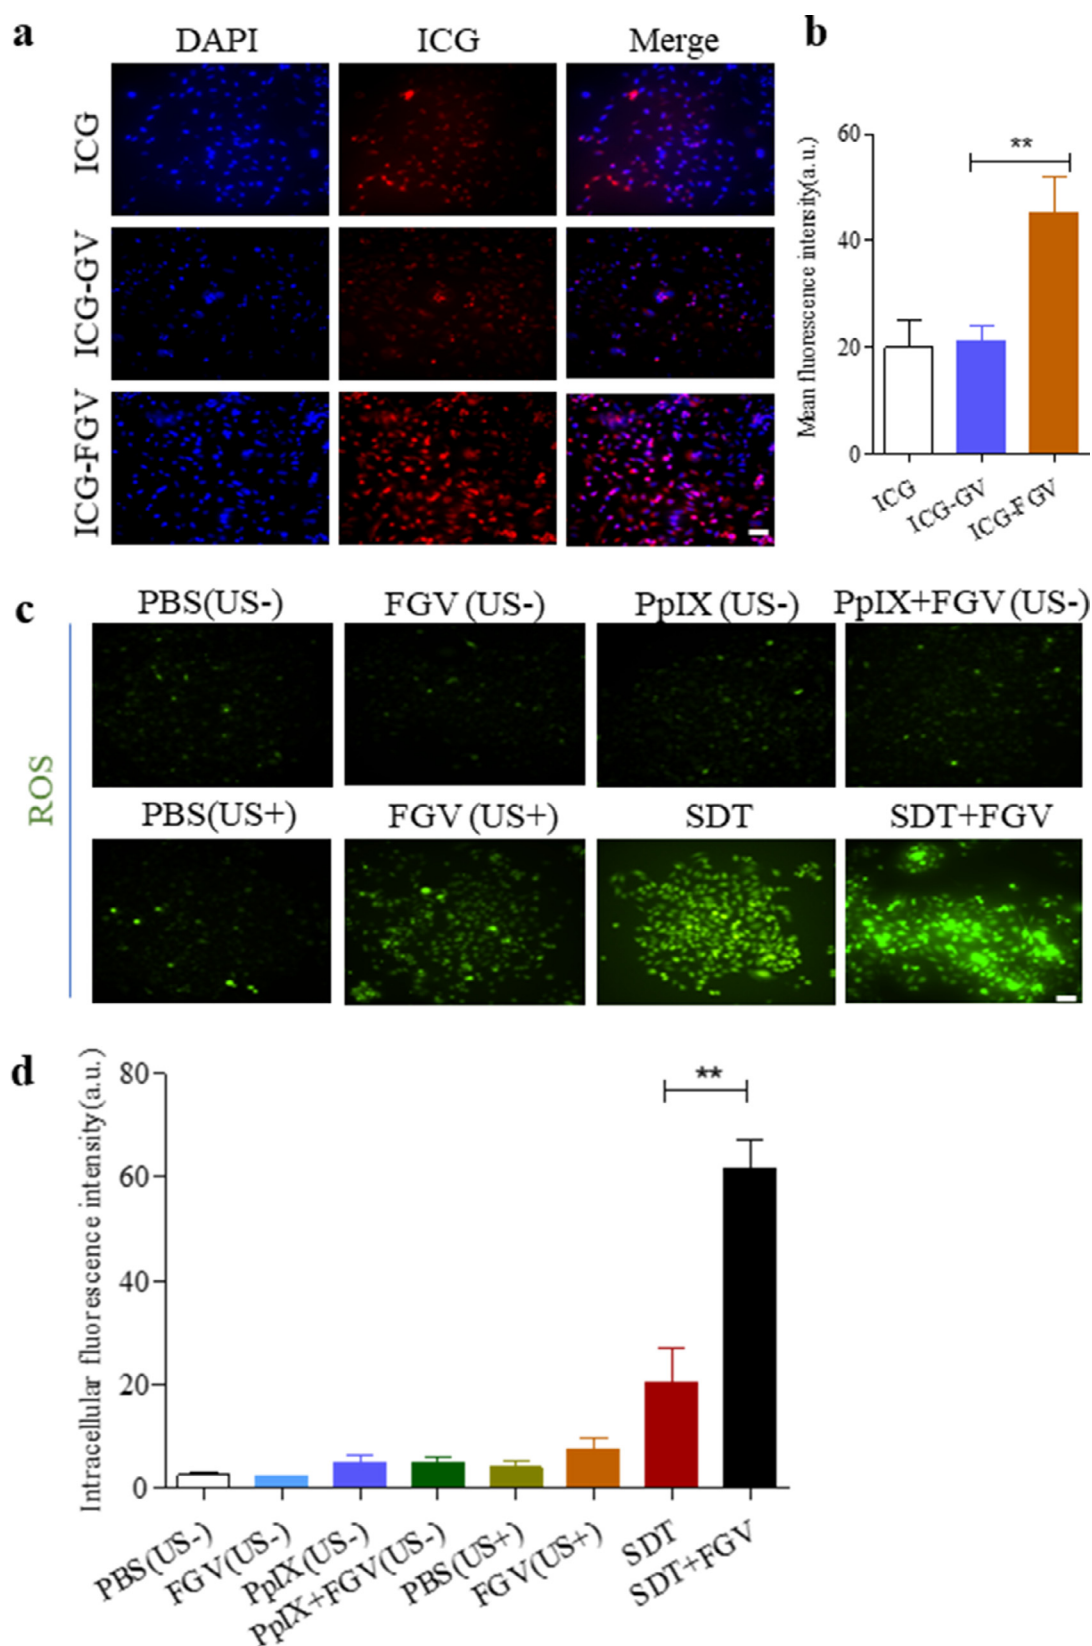 a
DAPI
ICG
Merge
ICG
ICG-GV
ICG-FGV
b
Mean fluorescence intensity(a.u.)
60
40
20
0
**
ICG
ICG-GV
ICG-FGV
c
PBS(US-)
FGV (US-)
PpIX (US-)
PpIX+FGV (US-)
ROS
PBS(US+)
FGV (US+)
SDT
SDT+FGV
d
Intracellular fluorescence intensity(a.u.)
80
60
40
20
0
**
PBS(US-)
FGV(US-)
PpIX(US-)
PpIX+FGV(US-)
PBS(US+)
FGV(US+)
SDT
SDT+FGV